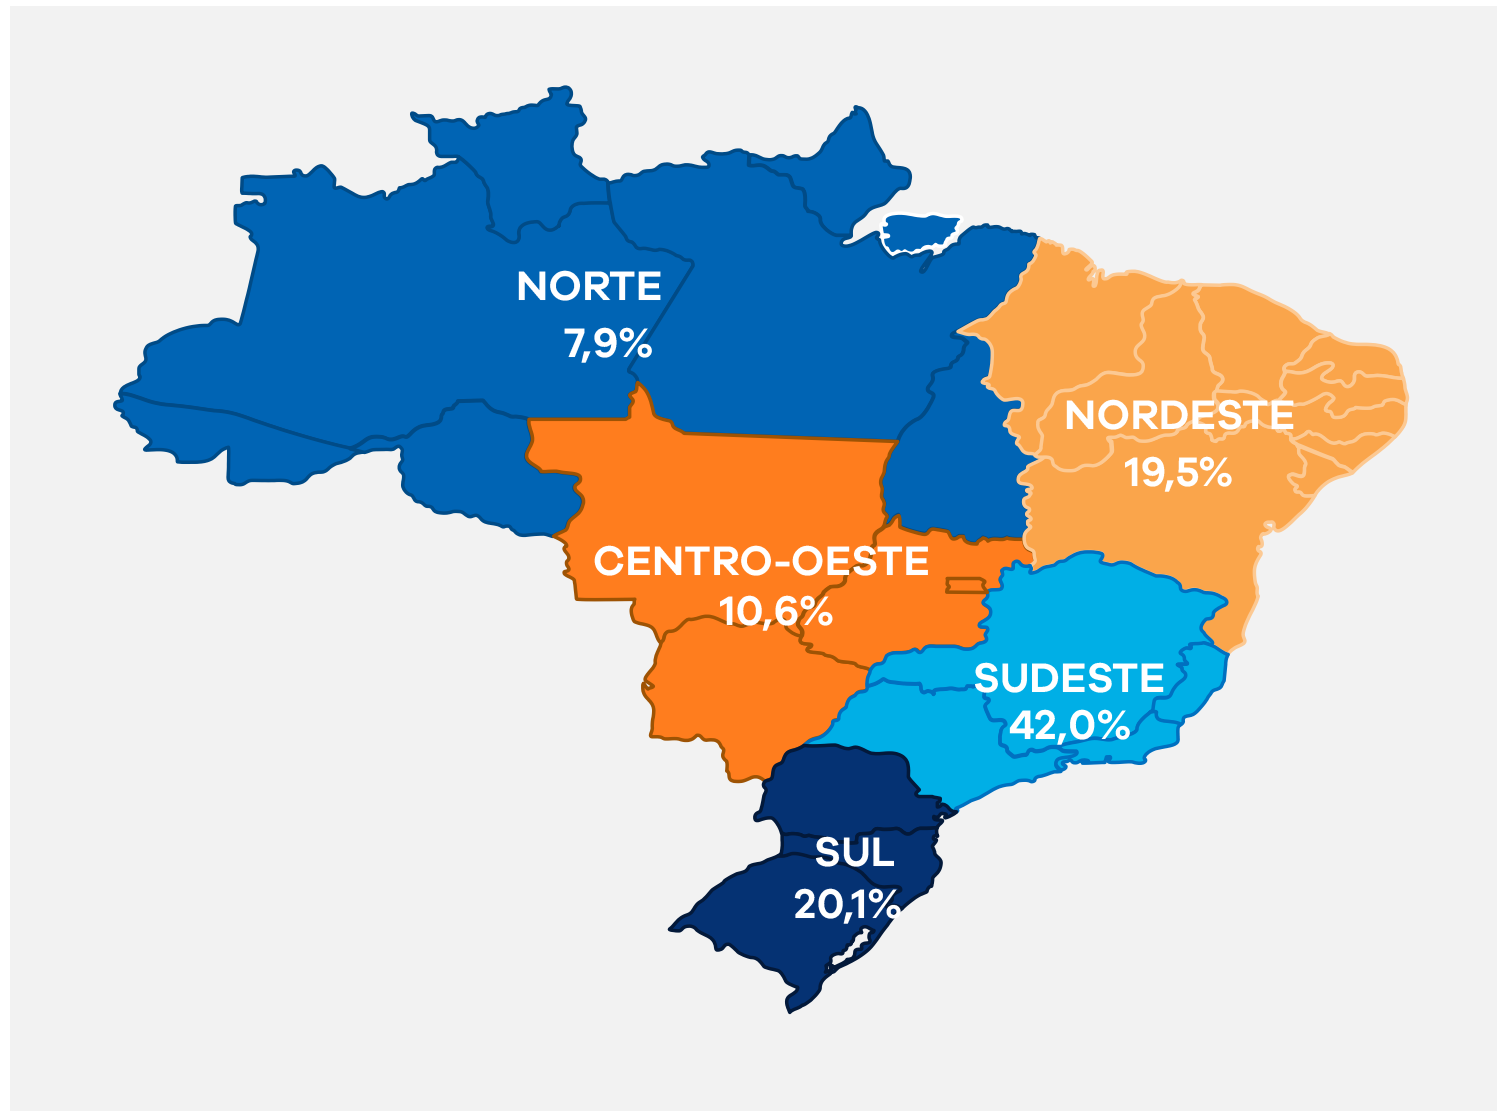 NORTE
7,9%
NORDESTE
19,5%
CENTRO-OESTE
10,6%
SUDESTE
42,0%
SUL
20,1%